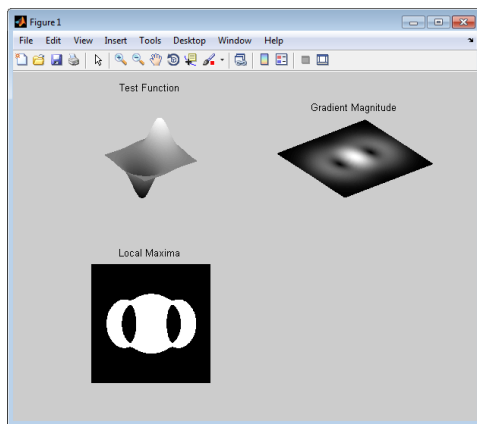 Figure 1
File Edit View Insert Tools Desktop Window Help
Test Function
Gradient Magnitude
Local Maxima